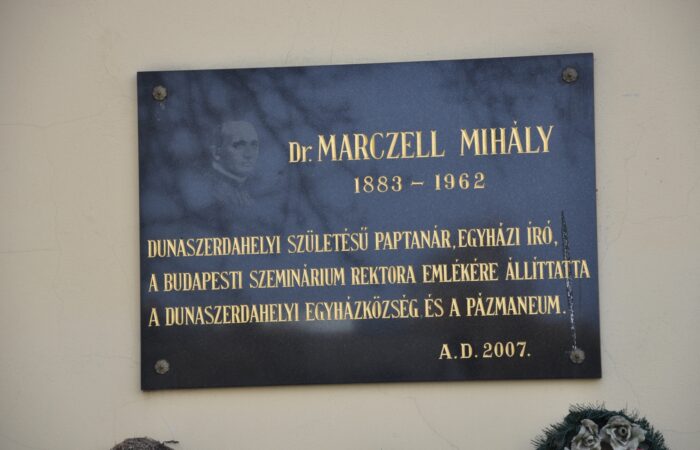 Dr. MARCZELL MIHÁLY
1883 - 1962
DUNASZERDAHELYI SZÜLETÉSŰ PAPTANÁR, EGYHÁZI ÍRÓ,
A BUDAPESTI SZEMINÁRIUM REKTORA EMLÉKÉRE ÁLLÍTTATTA
A DUNASZERDAHELYI EGYHÁZKÖZSÉG ÉS A PÁZMANEUM.
A.D. 2007.